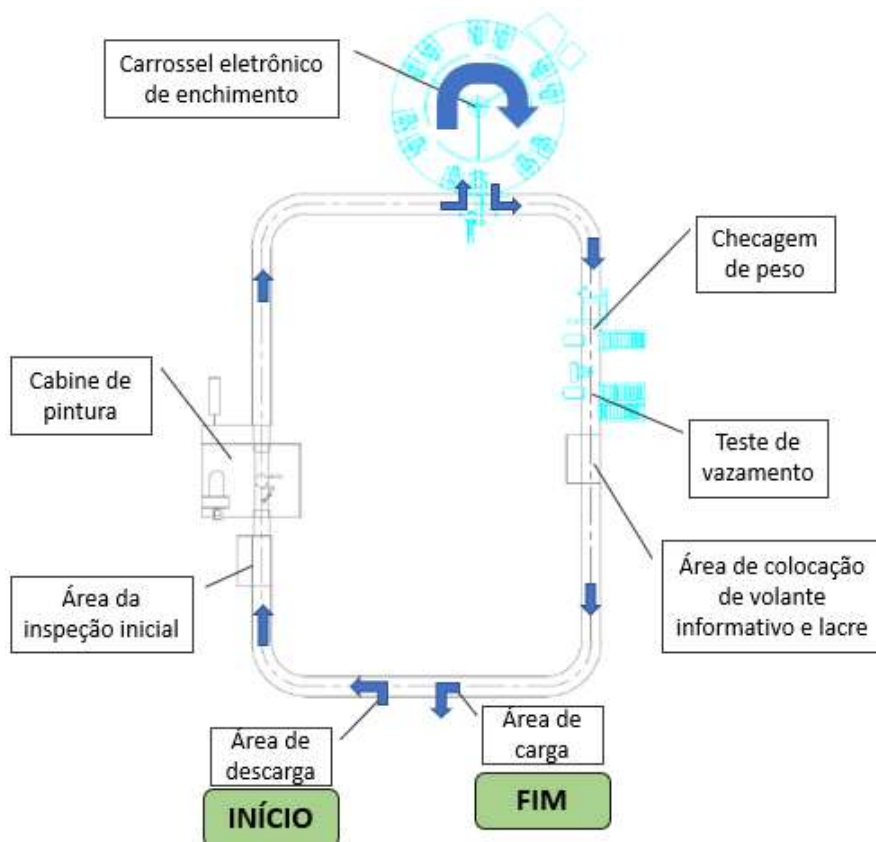 Carrossel eletrônico
de enchimento
Checagem
de peso
Cabine de
pintura
Teste de
vazamento
Área da
inspeção inicial
Área de colocação
de volante
informativo e lacre
Área de
descarga
Área de
carga
INÍCIO
FIM